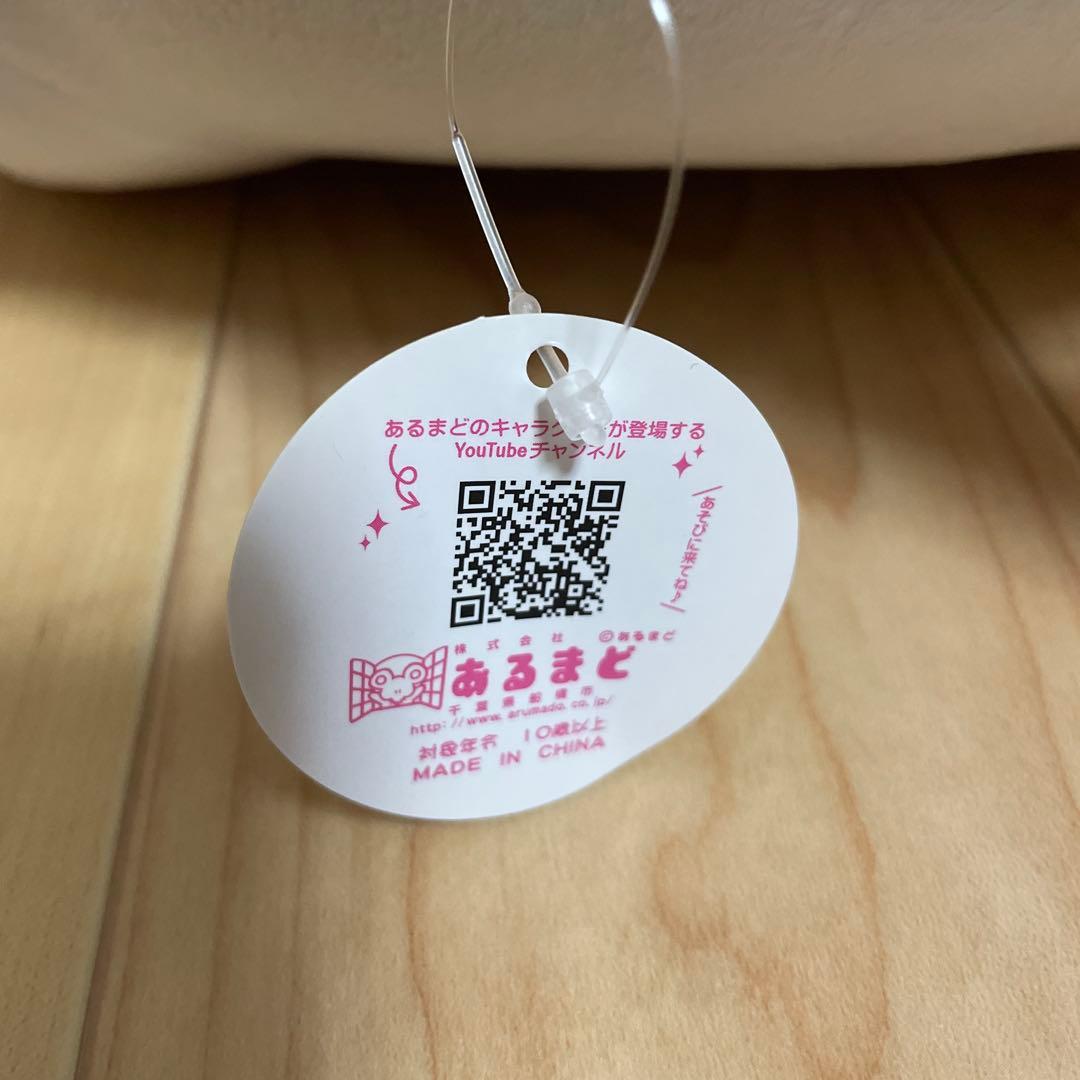 あるまどのキャラクターが登場する
YouTubeチャンネル
あそびに来てね♪
株式会社 ©あるまど
あるまど
千葉県船橋市
http://www.arumado.co.jp/
対象年令 10歳以上
MADE IN CHINA